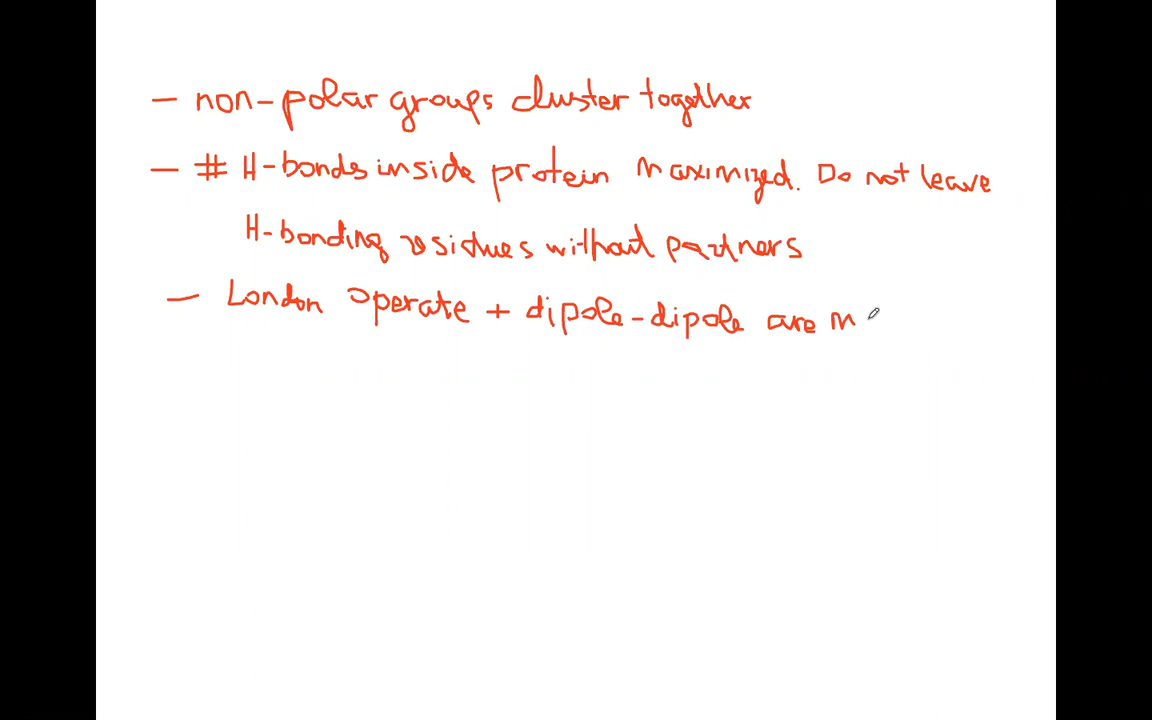 - non-polar groups cluster together
- # H-bonds inside protein maximized. Do not leave
H-bonding residues without partners
- London operate + dipole-dipole are m